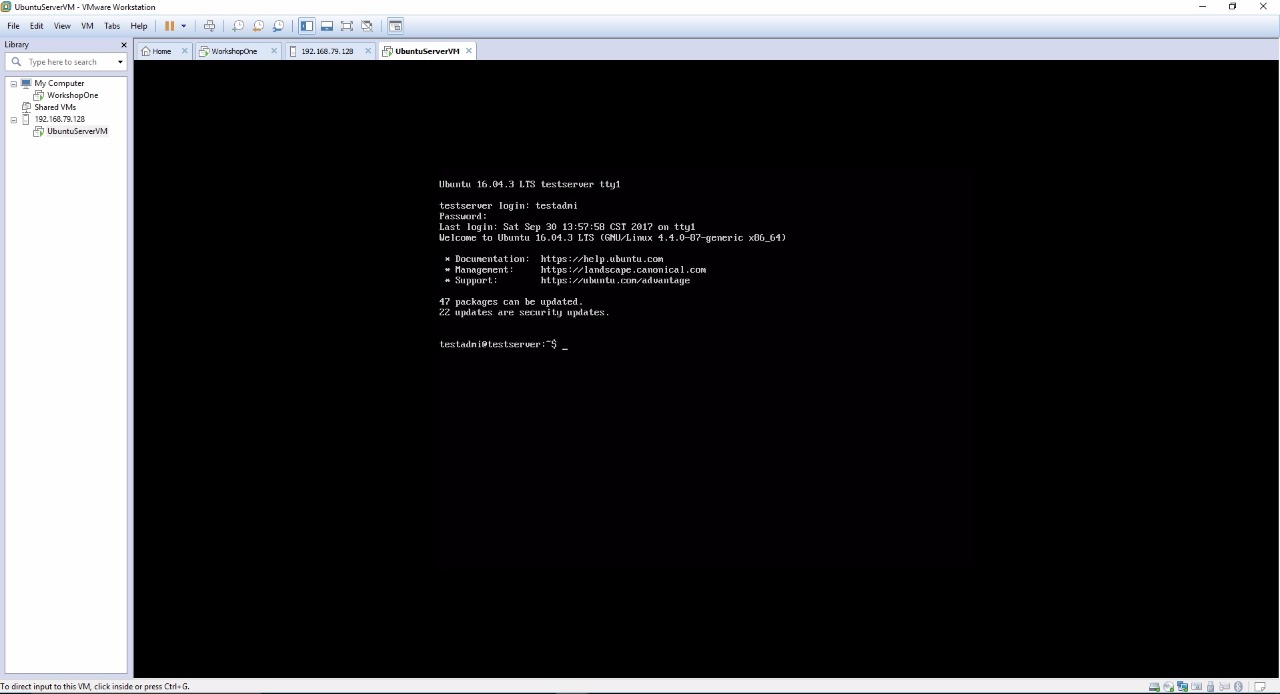 UbuntuServerVM - VMware Workstation
File Edit View VM Tabs Help
Library
Type here to search
My Computer
WorkshopOne
Shared VMs
192.168.79.128
UbuntuServerVM
Home WorkshopOne 192.168.79.128 UbuntuServerVM
Ubuntu 16.04.3 LTS testserver tty1
testserver login: testadmi
Password:
Last login: Sat Sep 30 13:57:58 CST 2017 on tty1
Welcome to Ubuntu 16.04.3 LTS (GNU/Linux 4.4.0-87-generic x86_64)
* Documentation: https://help.ubuntu.com
* Management: https://landscape.canonical.com
* Support: https://ubuntu.com/advantage
47 packages can be updated.
22 updates are security updates.
testadmi@testserver:~$ _
To direct input to this VM, click inside or press Ctrl+G.